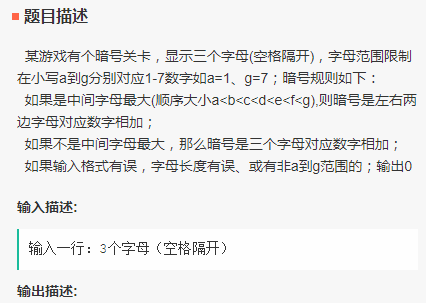 题目描述
某游戏有个暗号关卡，显示三个字母(空格隔开)，字母范围限制
在小写a到g分别对应1-7数字如a=1、g=7；暗号规则如下：
如果是中间字母最大(顺序大小a<b<c<d<e<f<g),则暗号是左右两
边字母对应数字相加；
如果不是中间字母最大，那么暗号是三个字母对应数字相加；
如果输入格式有误，字母长度有误、或有非a到g范围的；输出0
输入描述:
输入一行：3个字母（空格隔开）
输出描述: